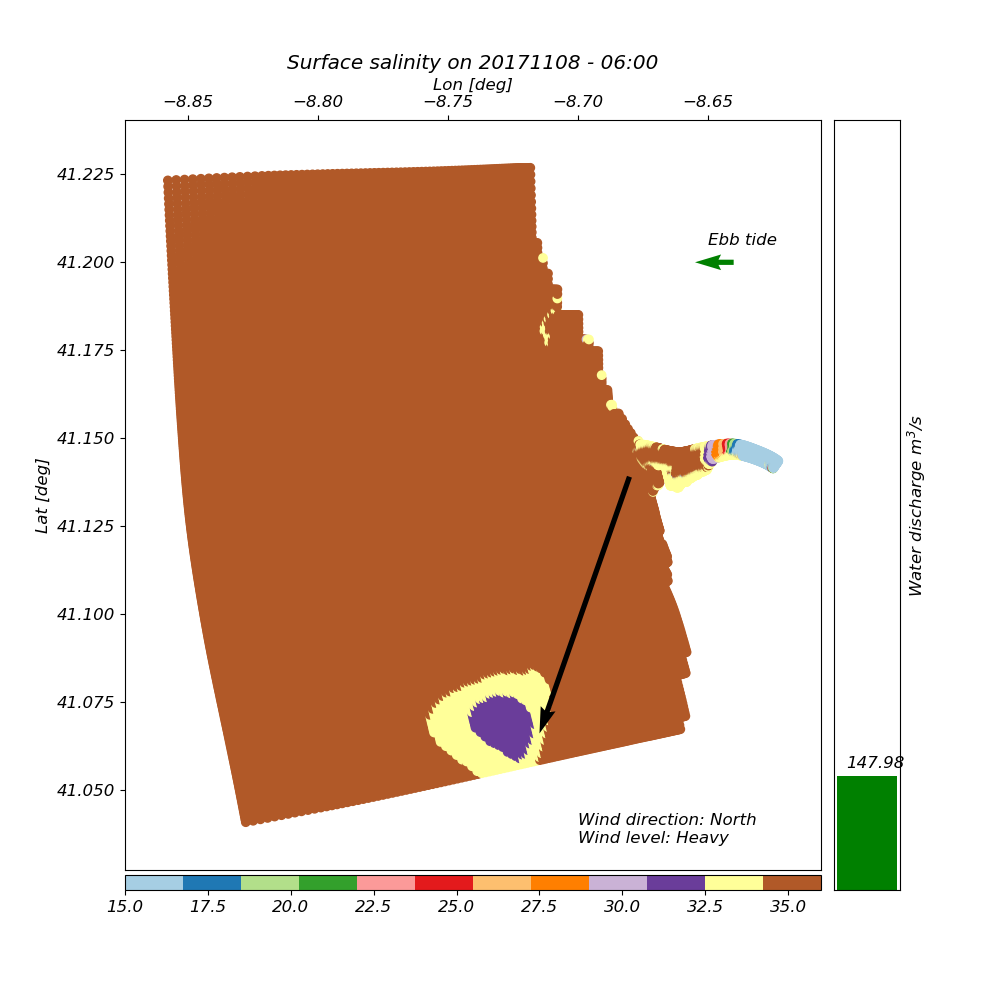 Surface salinity on 20171108 - 06:00
Lon [deg]
−8.85 −8.80 −8.75 −8.70 −8.65
41.225
41.200
41.175
41.150
41.125
41.100
41.075
41.050
Lat [deg]
Ebb tide
Water discharge m³/s
147.98
Wind direction: North
Wind level: Heavy
15.0 17.5 20.0 22.5 25.0 27.5 30.0 32.5 35.0